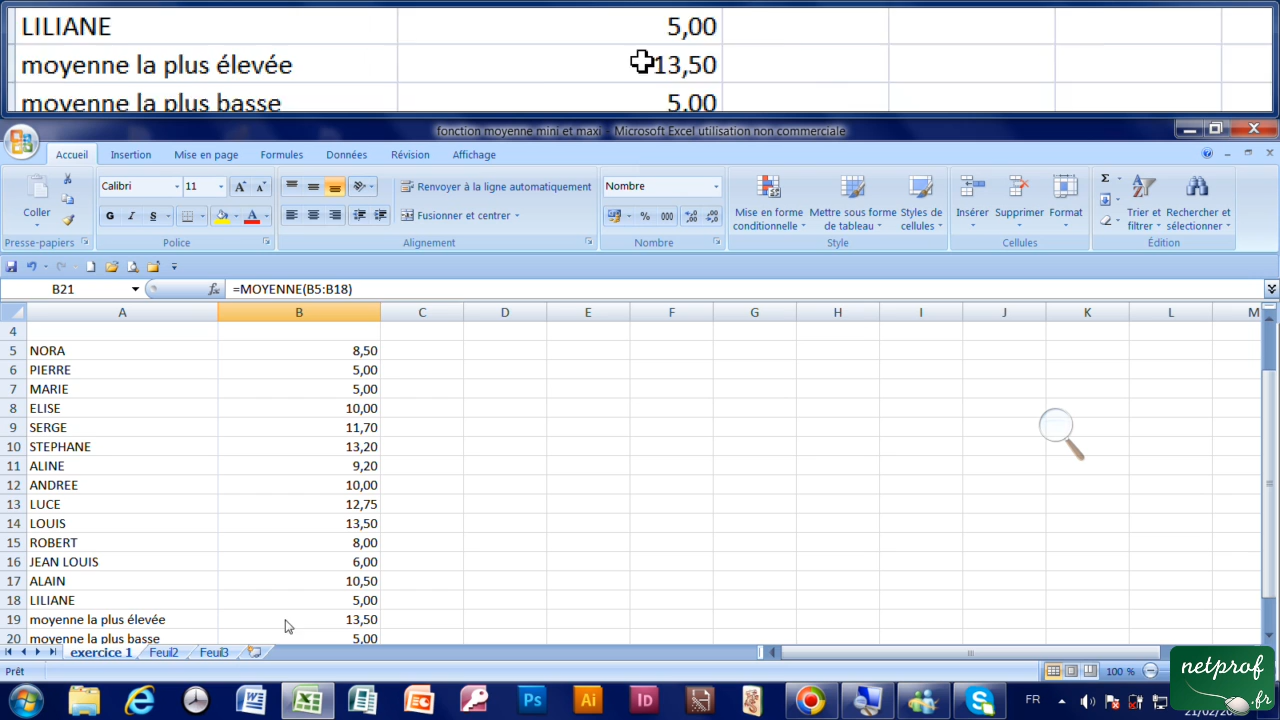 LILIANE 5,00
moyenne la plus élevée 13,50
moyenne la plus basse 5,00
fonction moyenne mini et maxi - Microsoft Excel utilisation non commerciale
Accueil Insertion Mise en page Formules Données Révision Affichage
Coller
Presse-papiers
Calibri 11
G I S
Police
Renvoyer à la ligne automatiquement
Fusionner et centrer
Alignement
Nombre
% 000
Nombre
Mise en forme conditionnelle
Mettre sous forme de tableau
Styles de cellules
Style
Insérer Supprimer Format
Cellules
Trier et filtrer
Rechercher et sélectionner
Édition
B21 fx =MOYENNE(B5:B18)
A B C D E F G H I J K L M
4
5 NORA 8,50
6 PIERRE 5,00
7 MARIE 5,00
8 ELISE 10,00
9 SERGE 11,70
10 STEPHANE 13,20
11 ALINE 9,20
12 ANDREE 10,00
13 LUCE 12,75
14 LOUIS 13,50
15 ROBERT 8,00
16 JEAN LOUIS 6,00
17 ALAIN 10,50
18 LILIANE 5,00
19 moyenne la plus élevée 13,50
20 moyenne la plus basse 5,00
exercice 1 Feuil2 Feuil3
Prêt 100 %
netprof.fr
Ps Ai Id FR